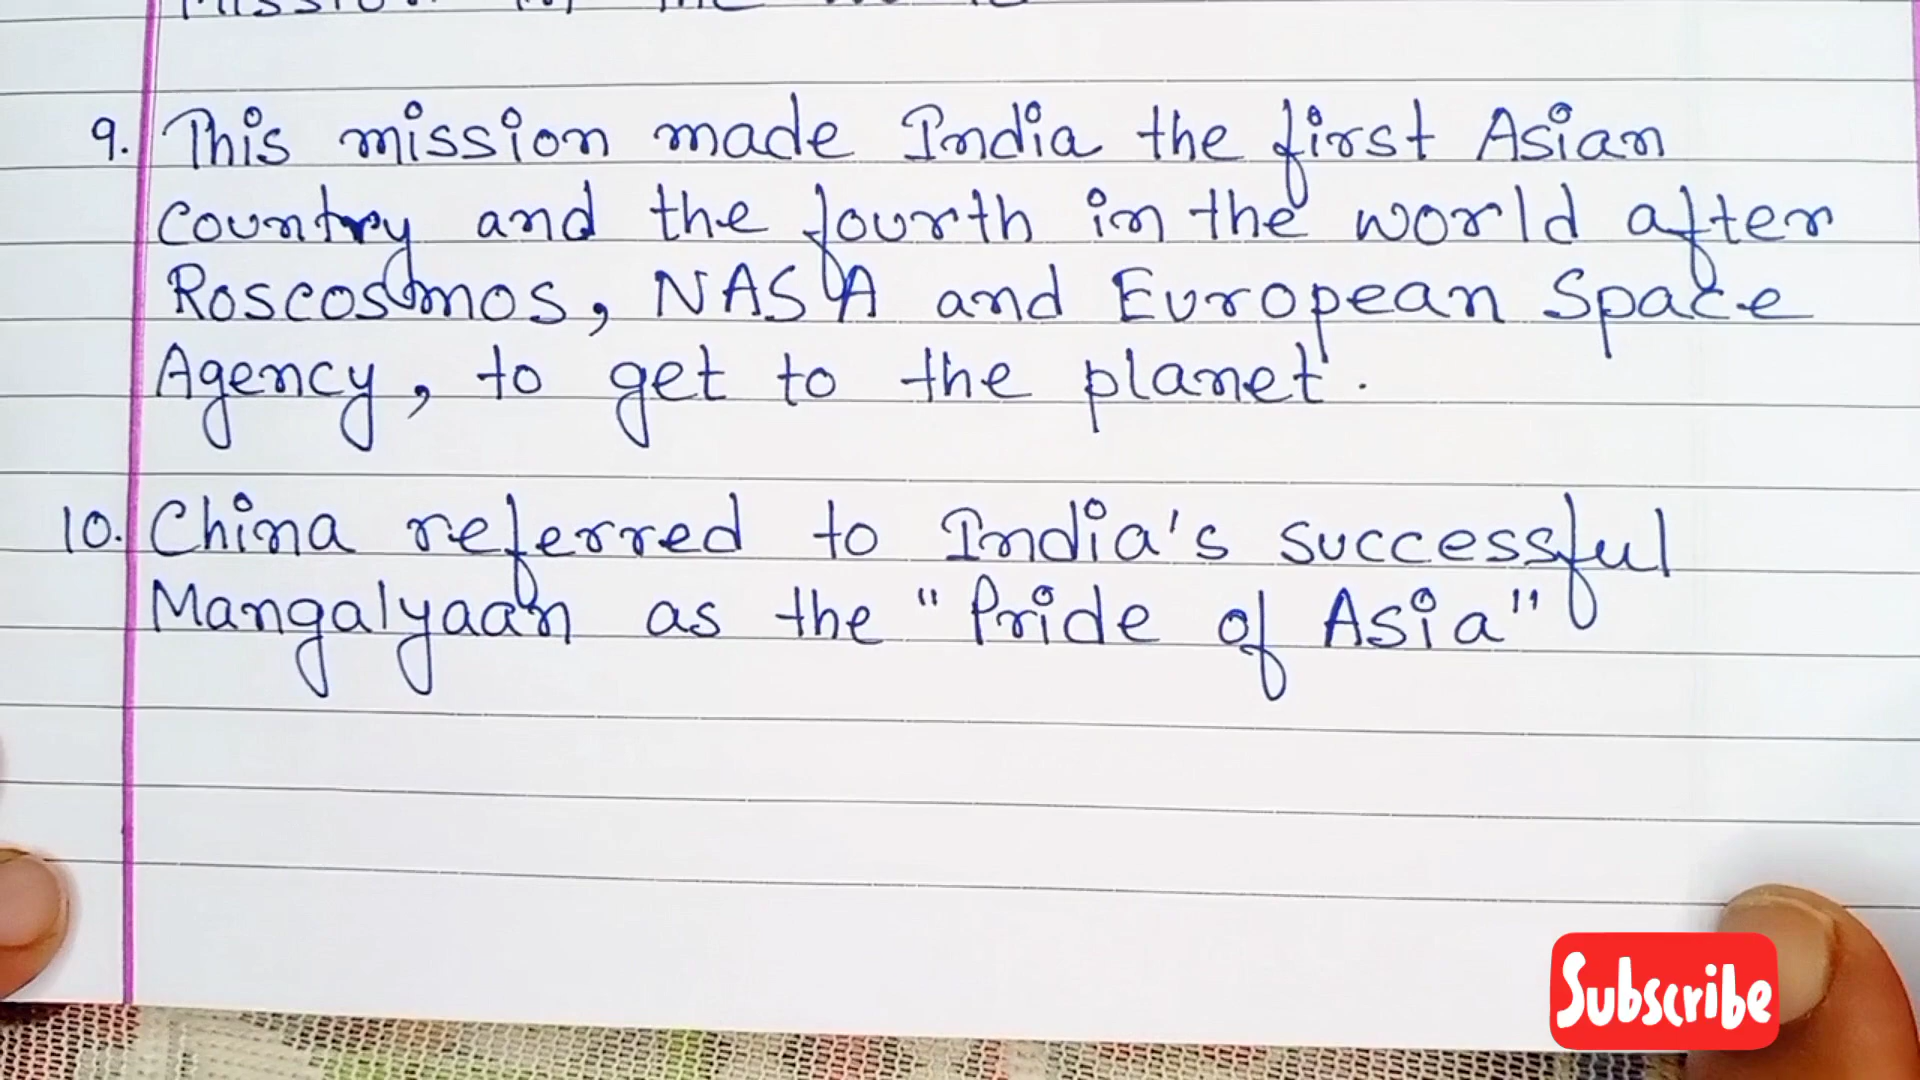 9. This mission made India the first Asian
country and the fourth in the world after
Roscosmos, NASA and European Space
Agency, to get to the planet.
10. China referred to India's successful
Mangalyaan as the "Pride of Asia"
Subscribe